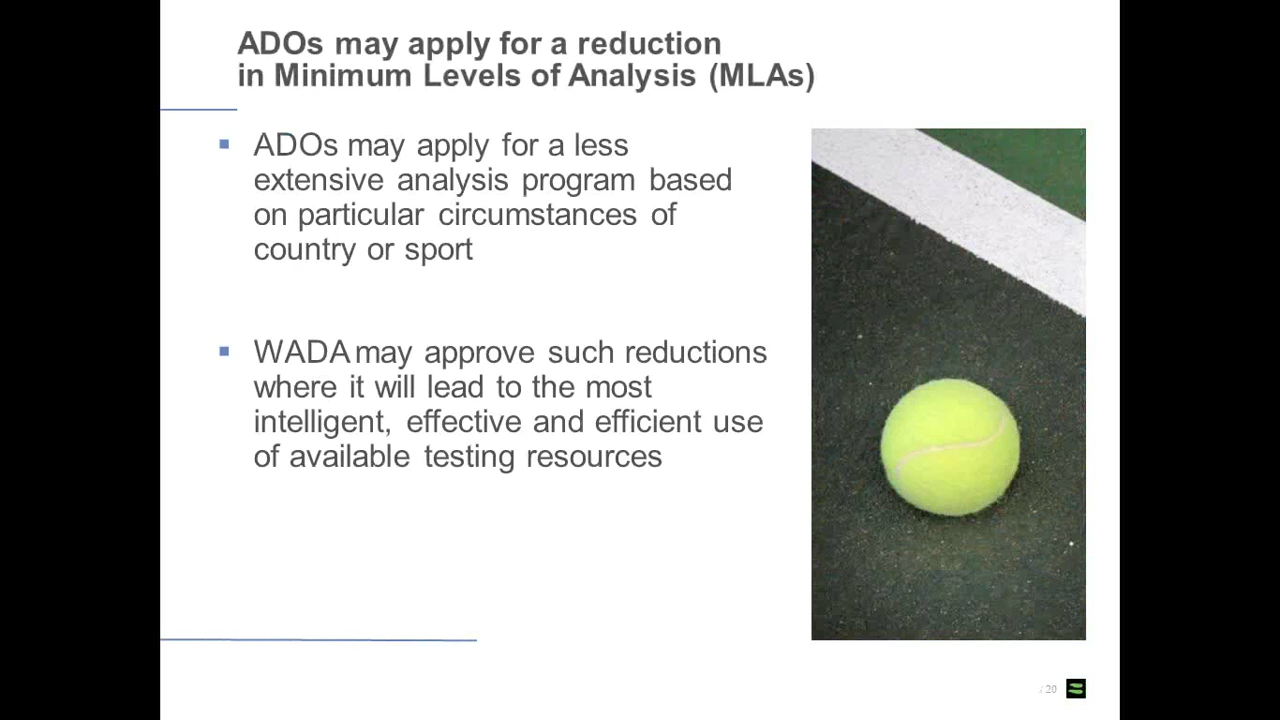 ADOs may apply for a reduction
in Minimum Levels of Analysis (MLAs)
ADOs may apply for a less
extensive analysis program based
on particular circumstances of
country or sport
WADA may approve such reductions
where it will lead to the most
intelligent, effective and efficient use
of available testing resources
/ 20